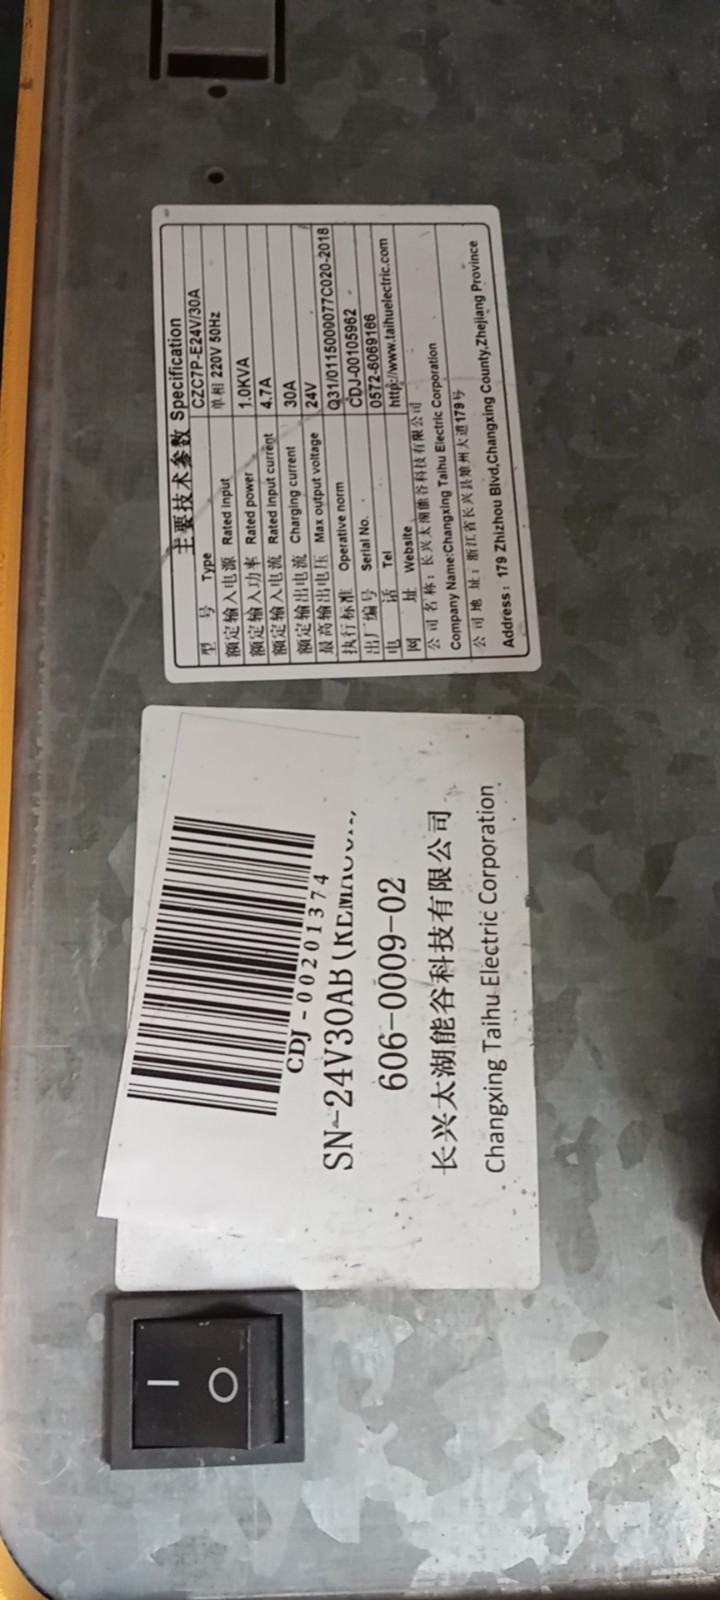 主要技术参数 Specification
型 号 Type CZC7P-E24V/30A
额定输入电源 Rated input 单相 220V 50Hz
额定输入功率 Rated power 1.0KVA
额定输入电流 Rated input current 4.7A
额定输出电流 Charging current 30A
最高输出电压 Max output voltage 24V
执行标准 Operative norm Q31/0115000077C020-2018
出厂编号 Serial No. CDJ-00105962
电 话 Tel 0572-6069166
网 址 Website http://www.taihuelectric.com
公司名称：长兴太湖能谷科技有限公司
Company Name:Changxing Taihu Electric Corporation
公司地址：浙江省长兴县雉州大道179号
Address：179 Zhizhou Blvd,Changxing County,Zhejiang Province
CDJ-00201374
SN-24V30AB
606-0009-02
长兴太湖能谷科技有限公司
Changxing Taihu Electric Corporation
I O